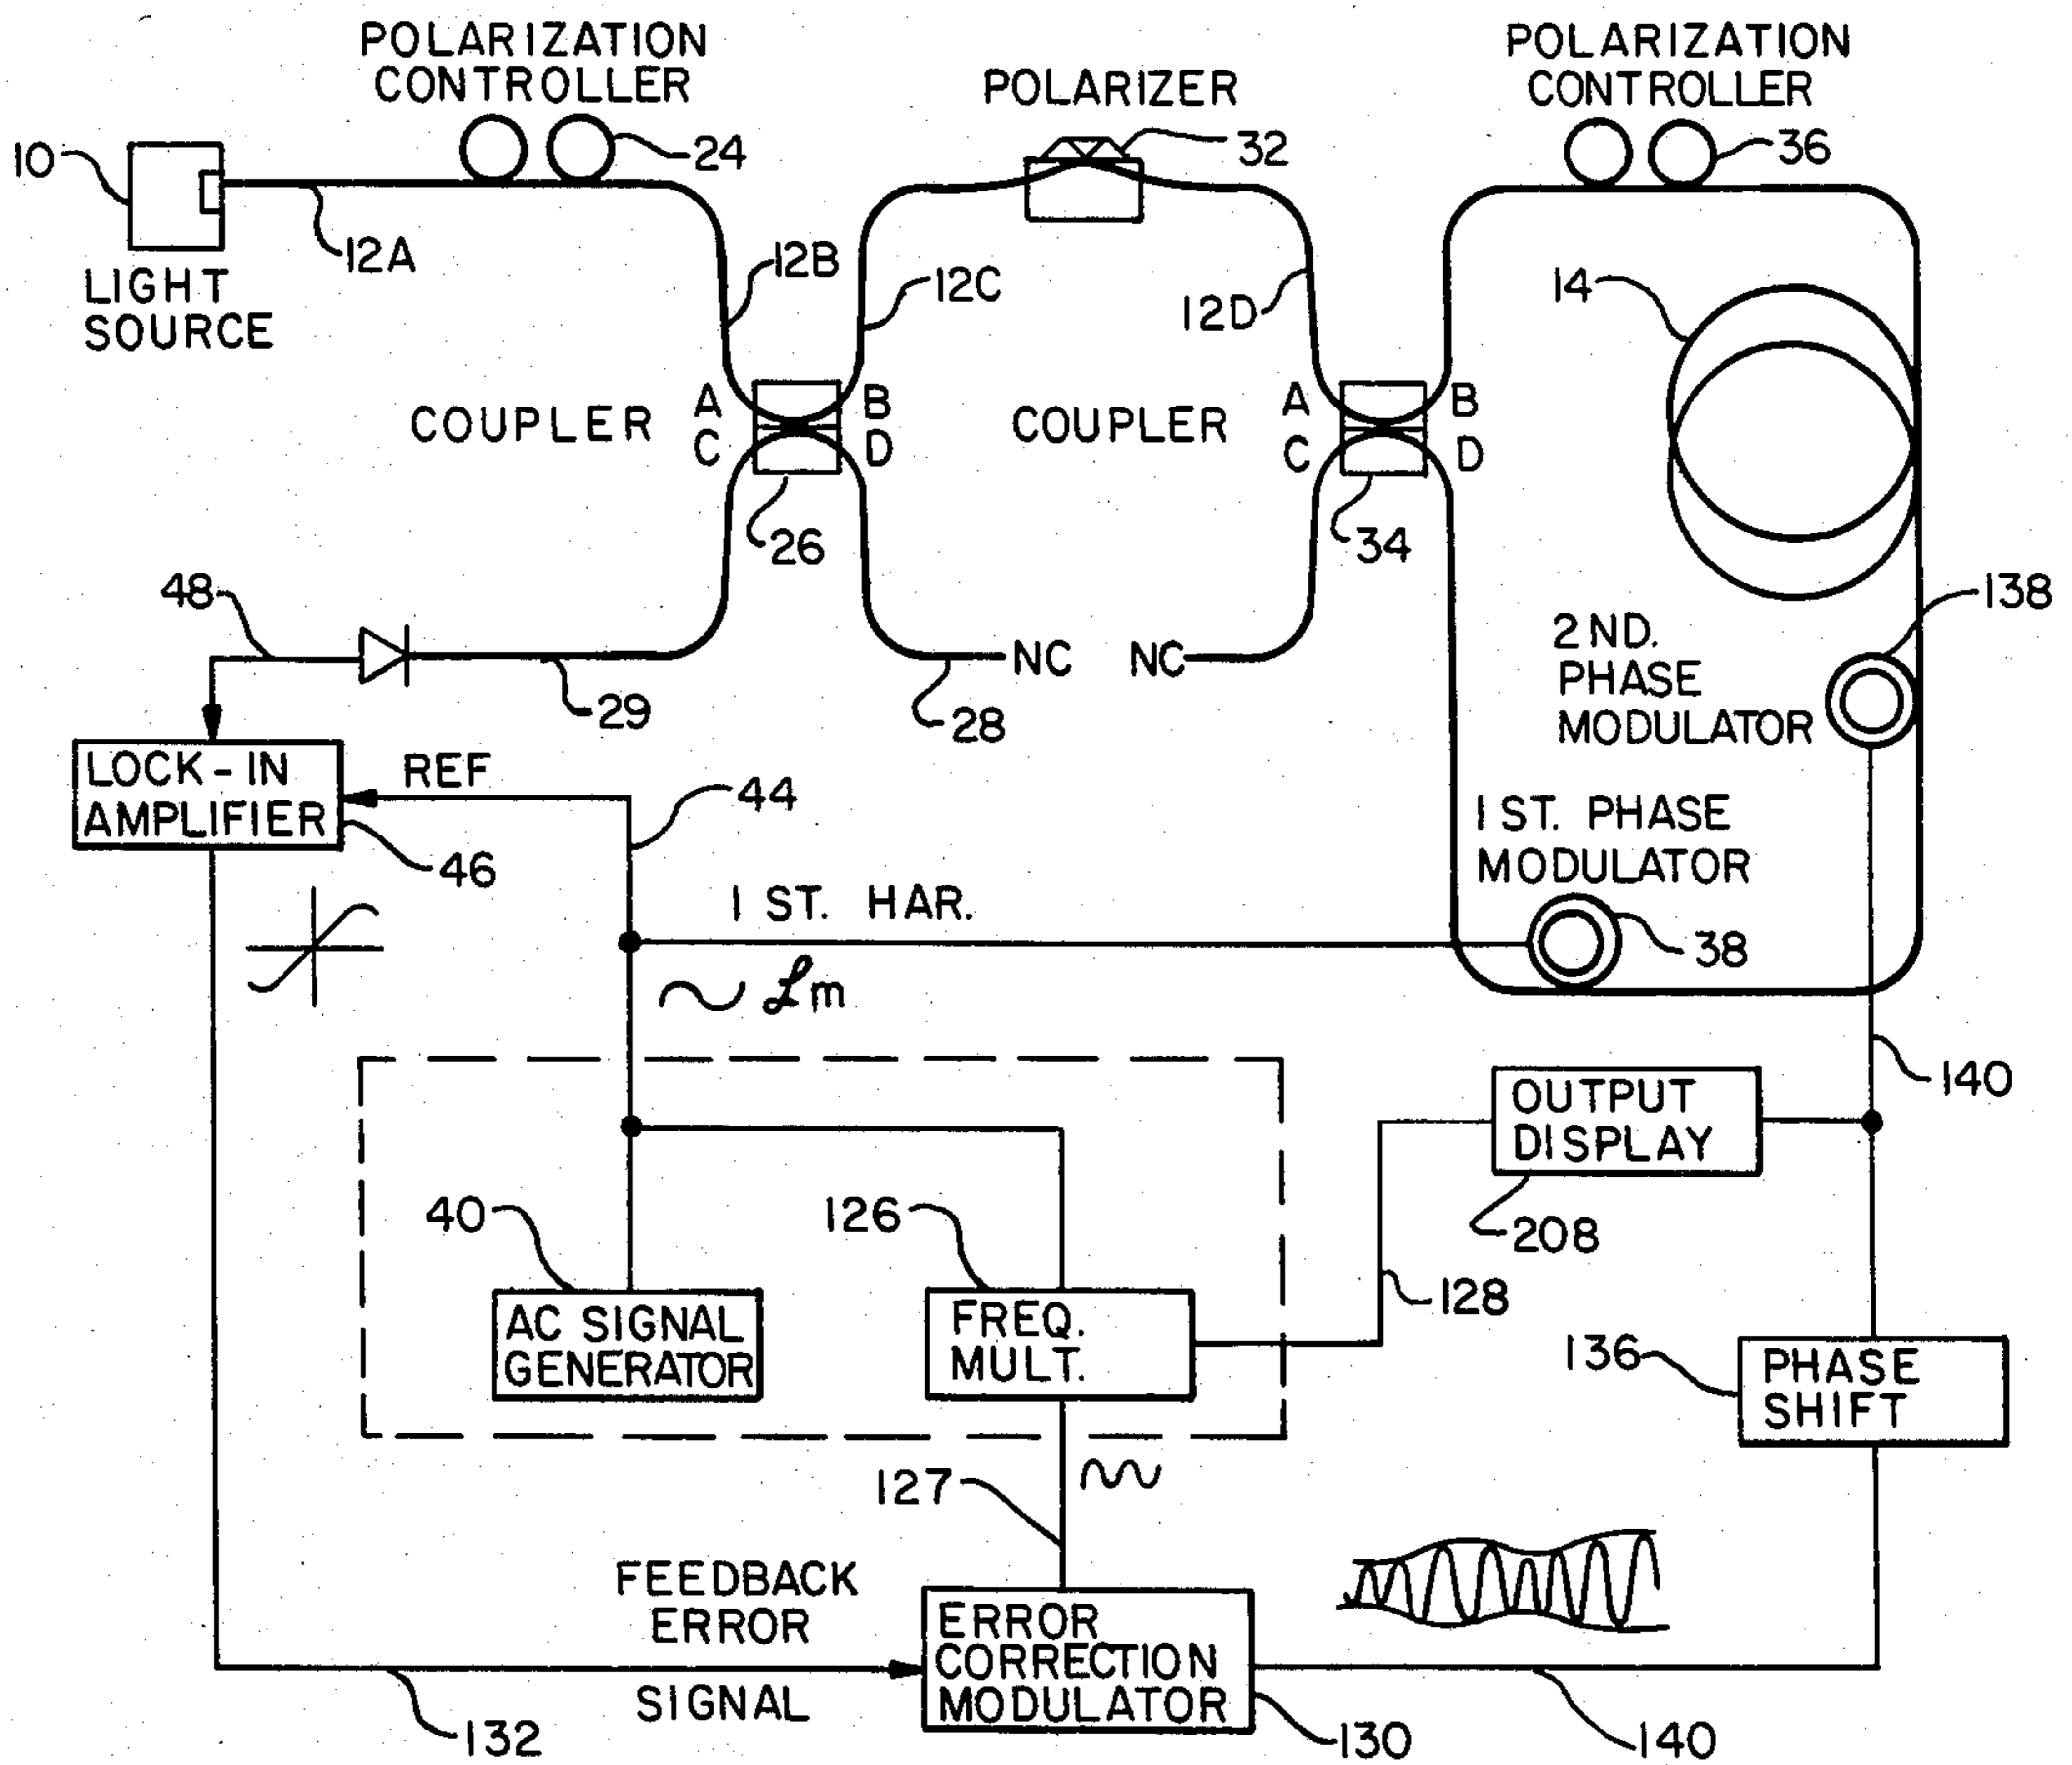 POLARIZATION
CONTROLLER
24
10
LIGHT
SOURCE
12A
12B
12C
POLARIZER
32
12D
POLARIZATION
CONTROLLER
36
14
COUPLER
A
B
C
D
26
COUPLER
A
B
C
D
34
48
29
NC
28
NC
2ND.
PHASE
MODULATOR
138
LOCK-IN
AMPLIFIER
46
REF
44
1 ST. HAR.
1 ST. PHASE
MODULATOR
38
140
OUTPUT
DISPLAY
208
40
AC SIGNAL
GENERATOR
126
FREQ.
MULT.
128
136
PHASE
SHIFT
127
FEEDBACK
ERROR
SIGNAL
132
ERROR
CORRECTION
MODULATOR
130
140